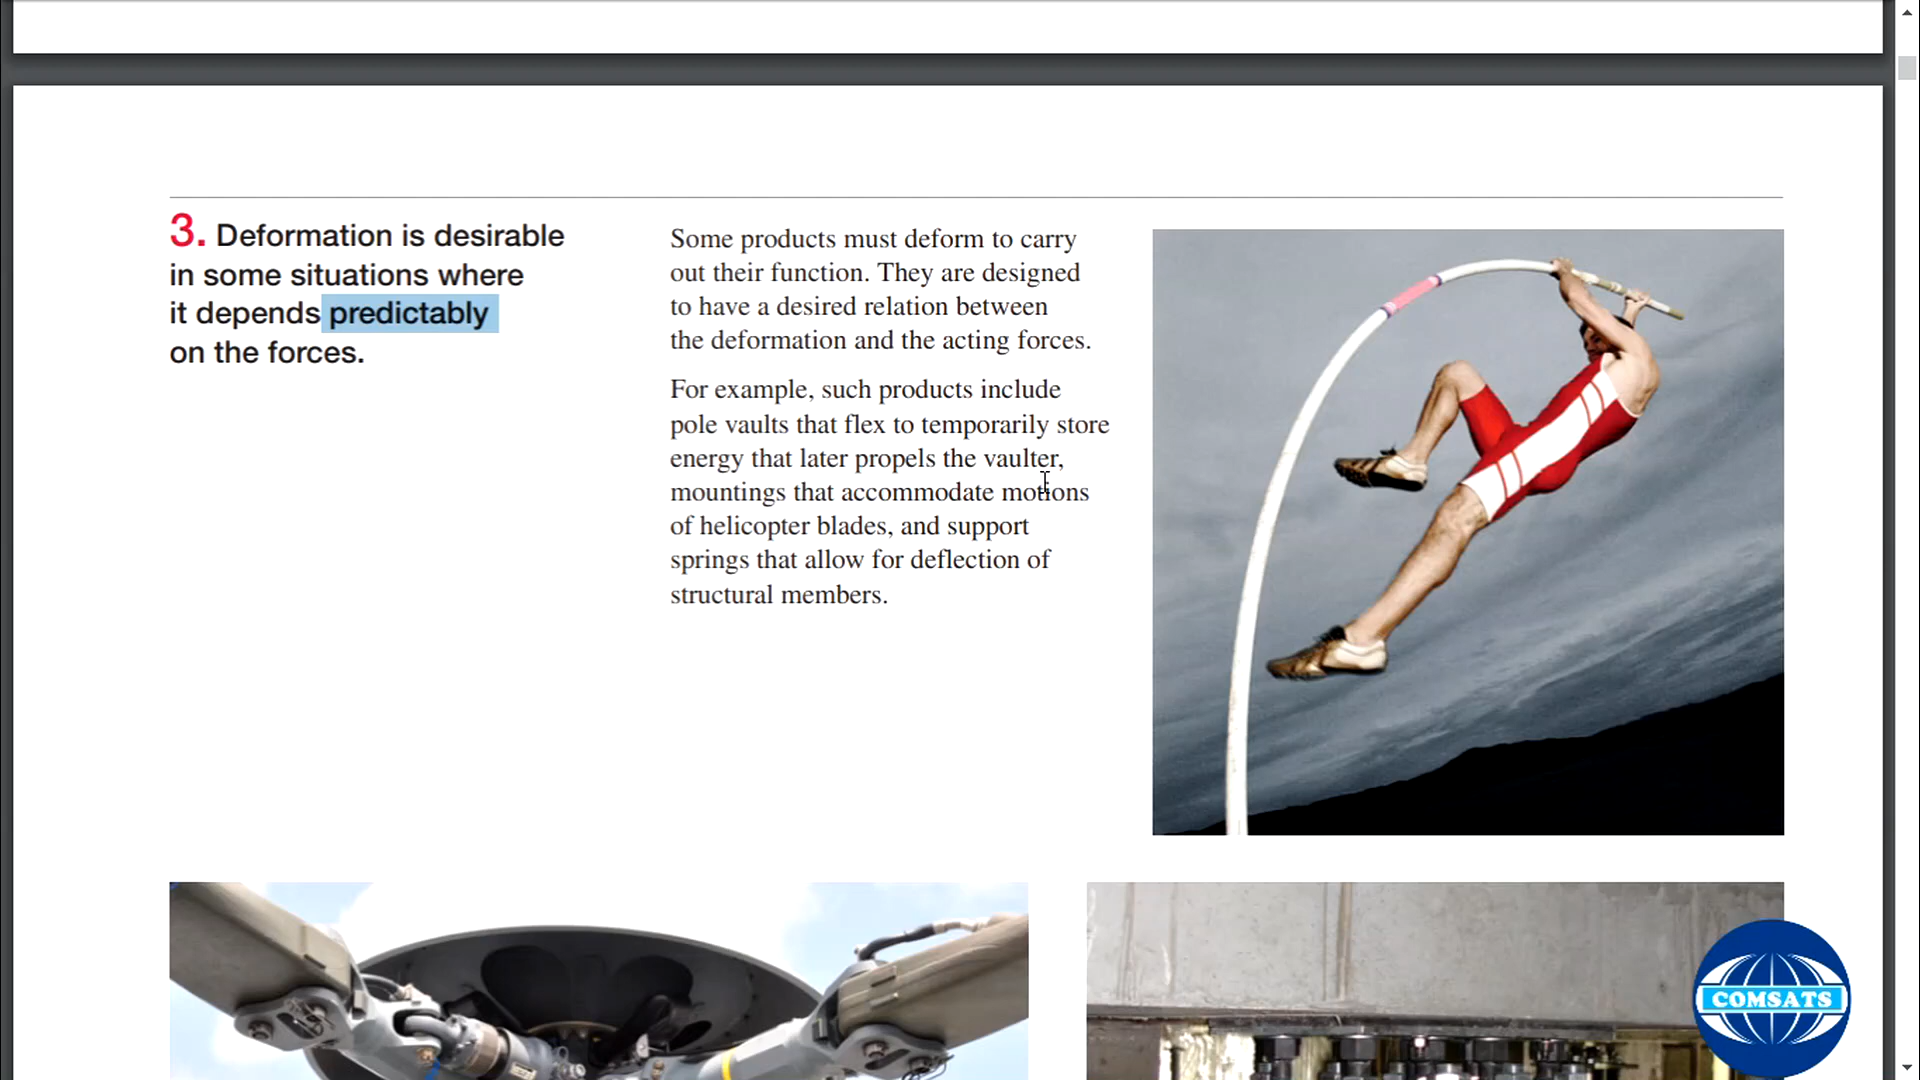 3. Deformation is desirable
in some situations where
it depends predictably
on the forces.
Some products must deform to carry
out their function. They are designed
to have a desired relation between
the deformation and the acting forces.
For example, such products include
pole vaults that flex to temporarily store
energy that later propels the vaulter,
mountings that accommodate motions
of helicopter blades, and support
springs that allow for deflection of
structural members.
COMSATS